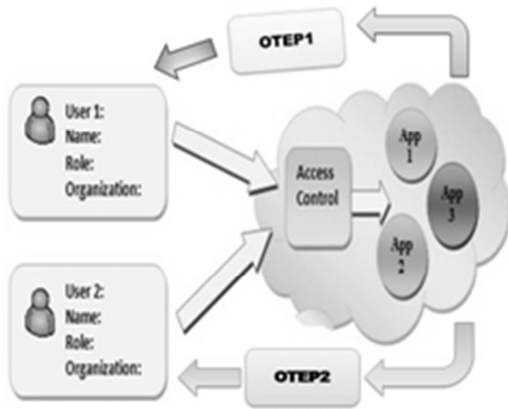 OTEP1
User 1:
Name:
Role:
Organization:
Access
Control
App
1
App
3
App
2
User 2:
Name:
Role:
Organization:
OTEP2